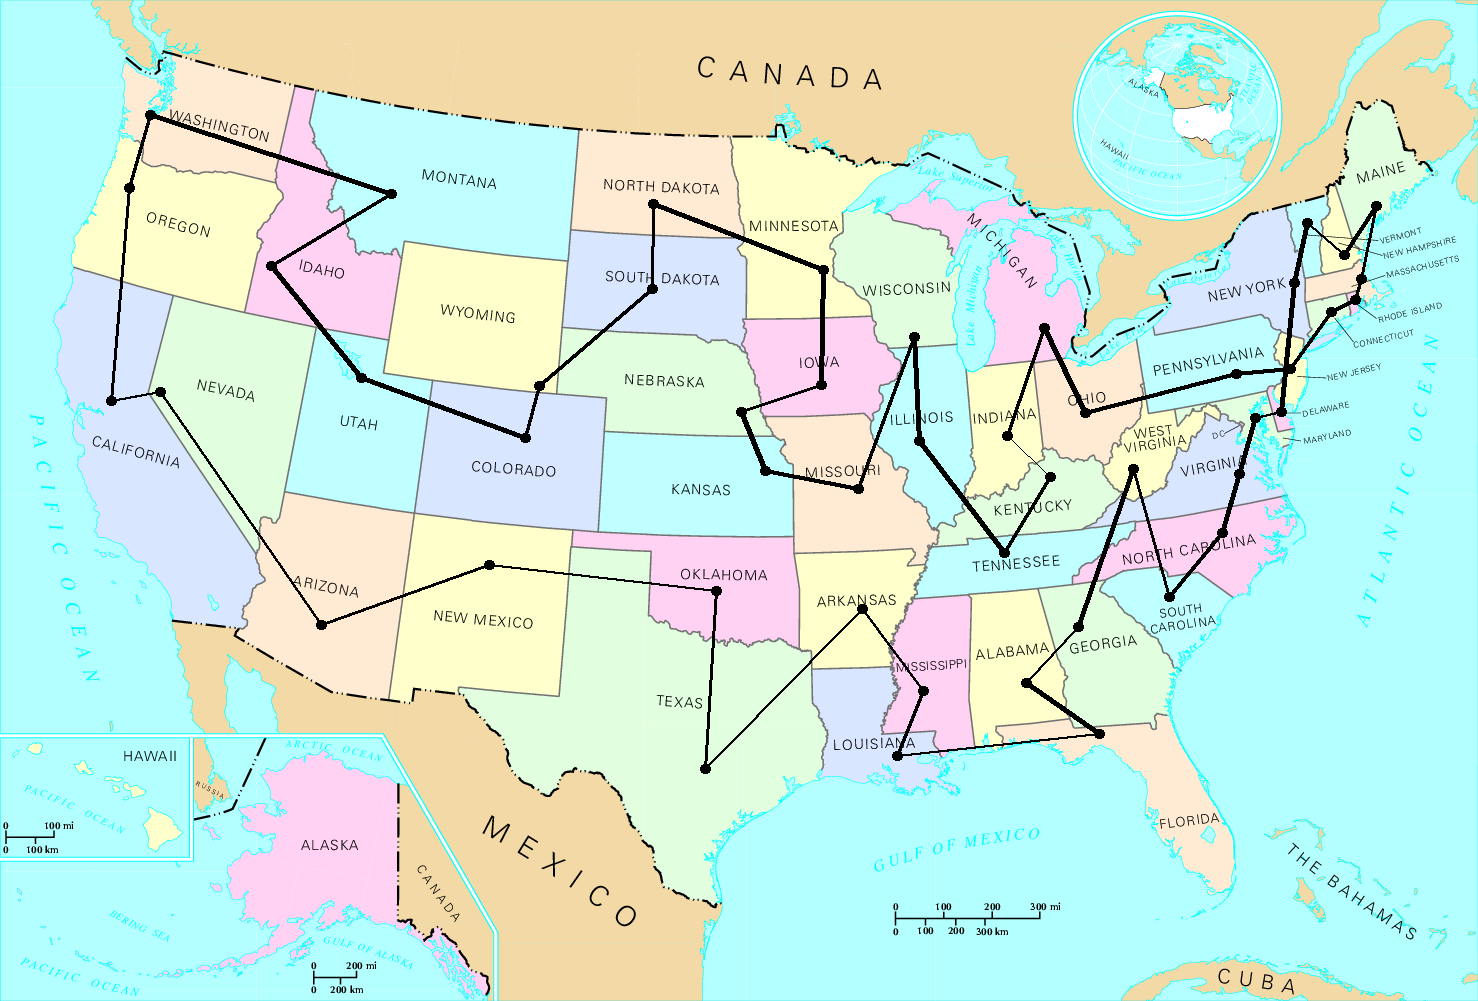 CANADA
ALASKA
ATLANTIC
OCEAN
HAWAII
PACIFIC OCEAN
WASHINGTON
MONTANA
NORTH DAKOTA
MINNESOTA
Lake Superior
MICHIGAN
Lake Michigan
Lake Huron
MAINE
OREGON
IDAHO
WYOMING
SOUTH DAKOTA
WISCONSIN
NEW YORK
VERMONT
NEW HAMPSHIRE
MASSACHUSETTS
RHODE ISLAND
CONNECTICUT
NEVADA
UTAH
COLORADO
NEBRASKA
IOWA
ILLINOIS
INDIANA
OHIO
PENNSYLVANIA
NEW JERSEY
DELAWARE
MARYLAND
DC
CALIFORNIA
KANSAS
MISSOURI
KENTUCKY
WEST
VIRGINIA
VIRGINIA
PACIFIC OCEAN
ATLANTIC OCEAN
ARIZONA
NEW MEXICO
OKLAHOMA
ARKANSAS
TENNESSEE
NORTH CAROLINA
SOUTH
CAROLINA
TEXAS
LOUISIANA
MISSISSIPPI
ALABAMA
GEORGIA
FLORIDA
HAWAII
PACIFIC OCEAN
0 100 mi
0 100 km
RUSSIA
ARCTIC OCEAN
ALASKA
CANADA
BERING SEA
GULF OF ALASKA
PACIFIC OCEAN
0 200 mi
0 200 km
MEXICO
GULF OF MEXICO
0 100 200 300 mi
0 100 200 300 km
THE BAHAMAS
CUBA